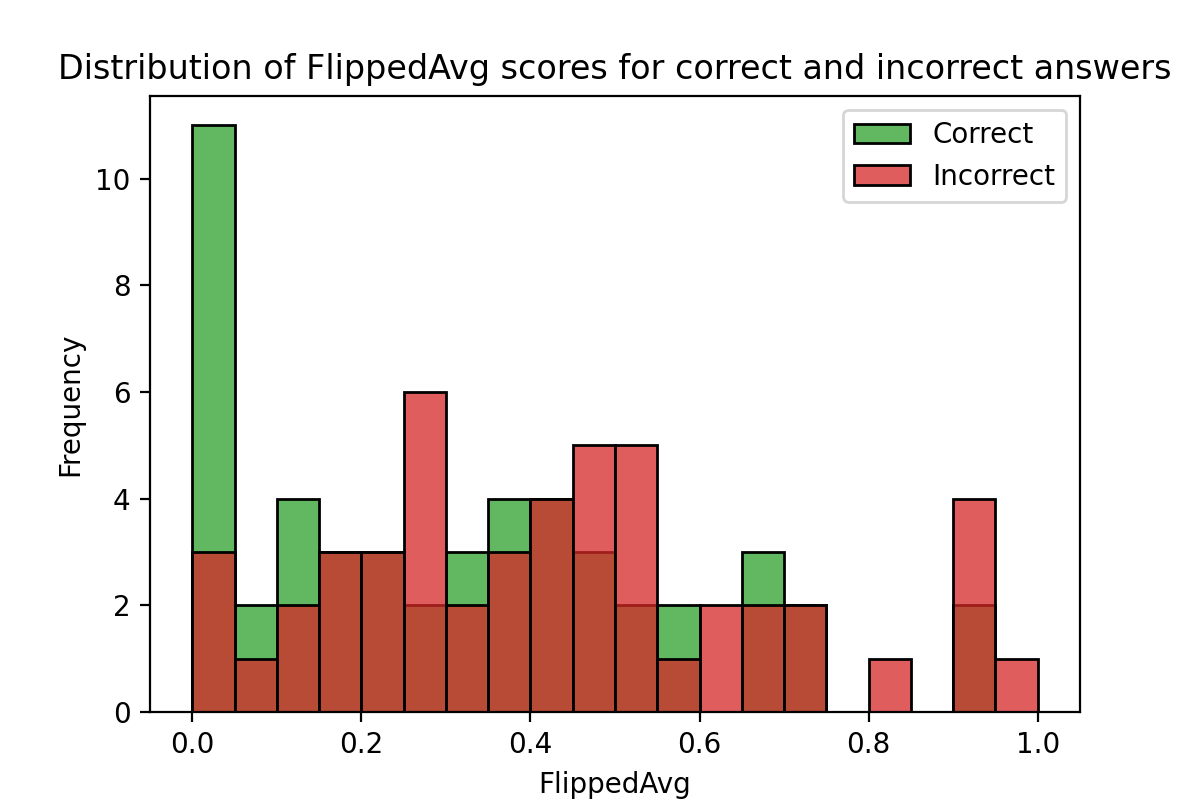 Distribution of FlippedAvg scores for correct and incorrect answers
Correct
Incorrect
10
8
6
4
2
0
Frequency
0.0 0.2 0.4 0.6 0.8 1.0
FlippedAvg